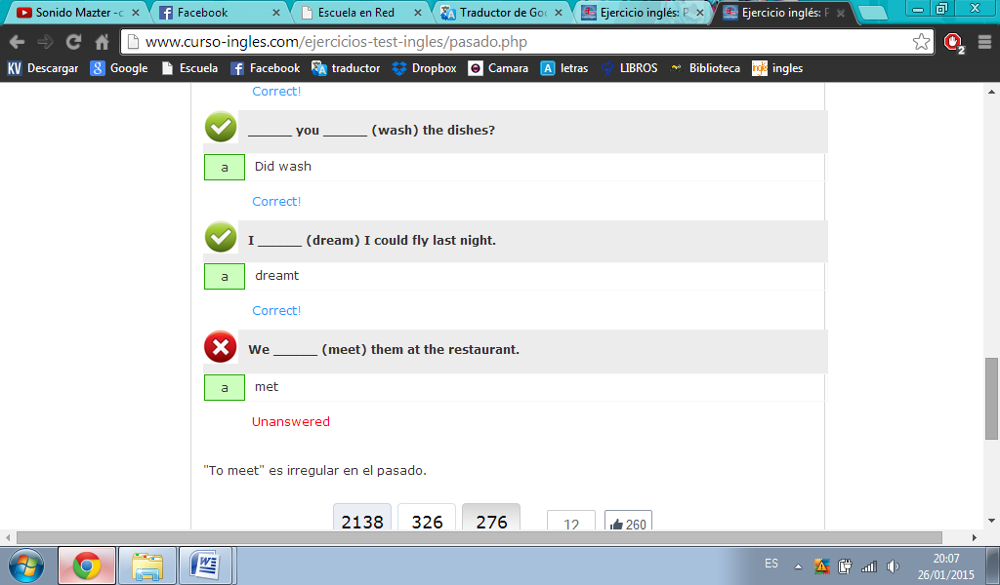 Sonido Mazter - c
Facebook
Escuela en Red
Traductor de Goo
Ejercicio inglés: P
Ejercicio inglés: P
www.curso-ingles.com/ejercicios-test-ingles/pasado.php
2
KV Descargar
8 Google
Escuela
Facebook
traductor
Dropbox
Camara
A letras
LIBROS
Biblioteca
ingles
Correct!
______ you ______ (wash) the dishes?
a Did wash
Correct!
I ______ (dream) I could fly last night.
a dreamt
Correct!
We ______ (meet) them at the restaurant.
a met
Unanswered
"To meet" es irregular en el pasado.
2138 326 276 12 260
ES
20:07
26/01/2015